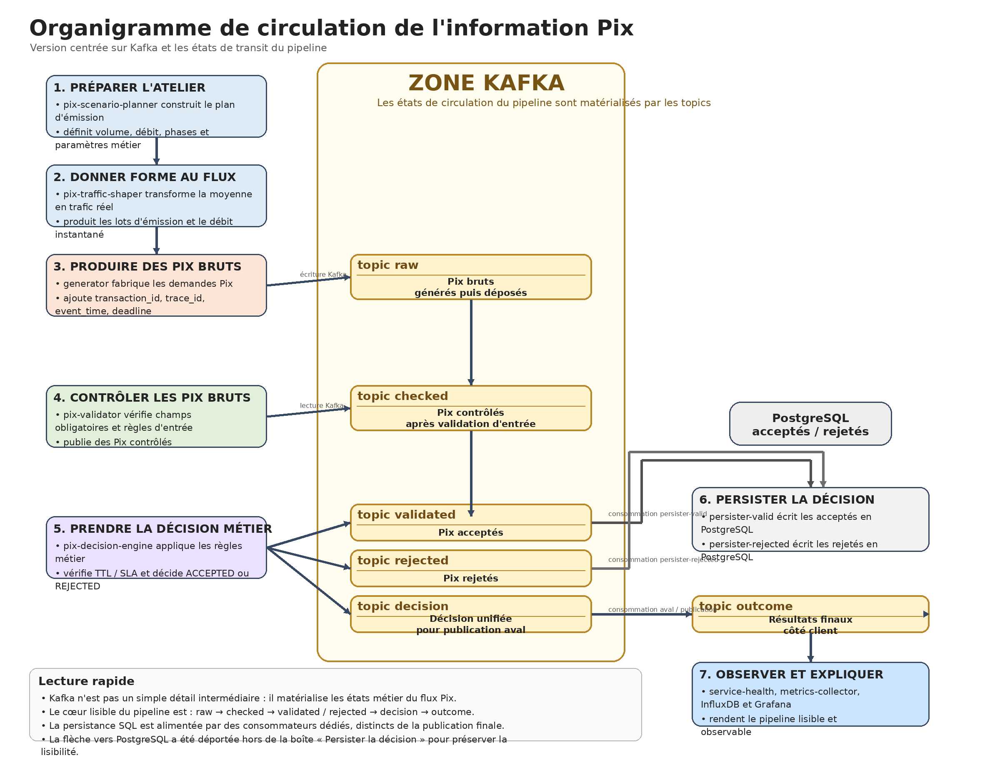 Organigramme de circulation de l'information Pix
Version centrée sur Kafka et les états de transit du pipeline
1. PRÉPARER L'ATELIER
• pix-scenario-planner construit le plan
d'émission
• définit volume, débit, phases et
paramètres métier
2. DONNER FORME AU FLUX
• pix-traffic-shaper transforme la moyenne
en trafic réel
• produit les lots d'émission et le débit
instantané
3. PRODUIRE DES PIX BRUTS
• generator fabrique les demandes Pix
• ajoute transaction_id, trace_id,
event_time, deadline
4. CONTRÔLER LES PIX BRUTS
• pix-validator vérifie champs
obligatoires et règles d'entrée
• publie des Pix contrôlés
5. PRENDRE LA DÉCISION MÉTIER
• pix-decision-engine applique les règles
métier
• vérifie TTL / SLA et décide ACCEPTED ou
REJECTED
écriture Kafka
lecture Kafka
ZONE KAFKA
Les états de circulation du pipeline sont matérialisés par les topics
topic raw
Pix bruts
générés puis déposés
topic checked
Pix contrôlés
après validation d'entrée
topic validated
Pix acceptés
topic rejected
Pix rejetés
topic decision
Décision unifiée
pour publication aval
consommation persister-valid
consommation persister-rejected
consommation aval / publication
PostgreSQL
acceptés / rejetés
6. PERSISTER LA DÉCISION
• persister-valid écrit les acceptés en
PostgreSQL
• persister-rejected écrit les rejetés en
PostgreSQL
topic outcome
Résultats finaux
côté client
7. OBSERVER ET EXPLIQUER
• service-health, metrics-collector,
InfluxDB et Grafana
• rendent le pipeline lisible et
observable
Lecture rapide
• Kafka n'est pas un simple détail intermédiaire : il matérialise les états métier du flux Pix.
• Le cœur lisible du pipeline est : raw → checked → validated / rejected → decision → outcome.
• La persistance SQL est alimentée par des consommateurs dédiés, distincts de la publication finale.
• La flèche vers PostgreSQL a été déportée hors de la boîte « Persister la décision » pour préserver la
lisibilité.